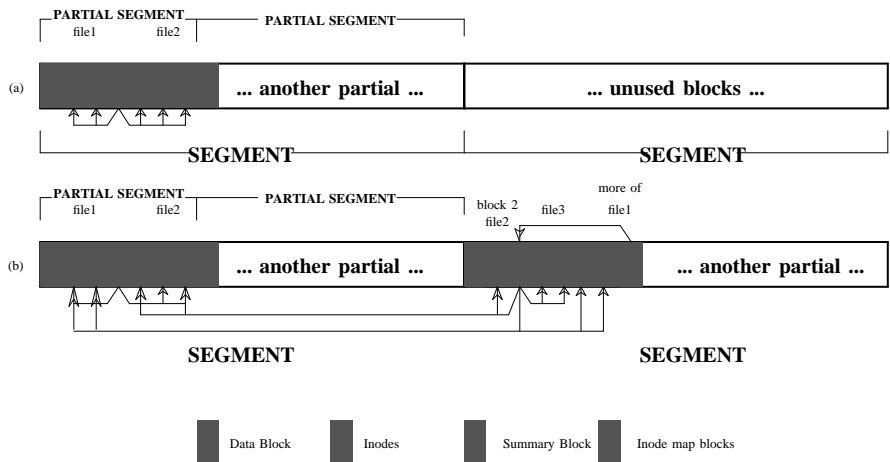 PARTIAL SEGMENT
PARTIAL SEGMENT
file1
file2
(a)
... another partial ...
... unused blocks ...
SEGMENT
SEGMENT
PARTIAL SEGMENT
PARTIAL SEGMENT
file1
file2
block 2
file2
file3
more of
file1
(b)
... another partial ...
... another partial ...
SEGMENT
SEGMENT
Data Block
Inodes
Summary Block
Inode map blocks